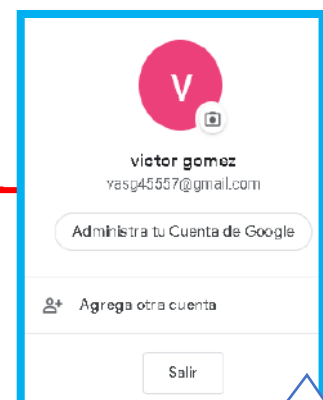 V
victor gomez
vasg45557@gmail.com
Administra tu Cuenta de Google
Agrega otra cuenta
Salir